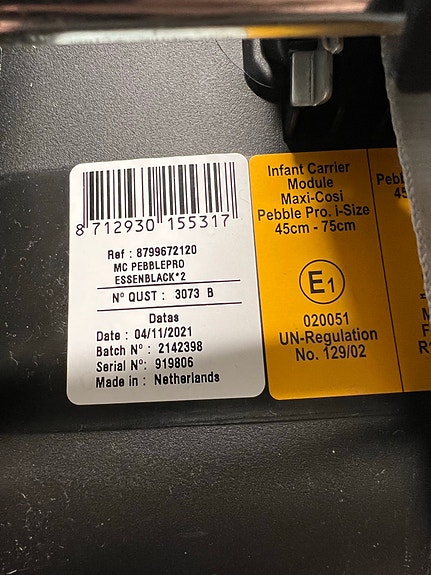 8 712930 155317
Ref : 8799672120
MC PEBBLEPRO
ESSENBLACK*2
N° QUST : 3073 B
Datas
Date : 04/11/2021
Batch N° : 2142398
Serial N°: 919806
Made in : Netherlands
Infant Carrier
Module
Maxi-Cosi
Pebble Pro. i-Size
45cm - 75cm
E1
020051
UN-Regulation
No. 129/02